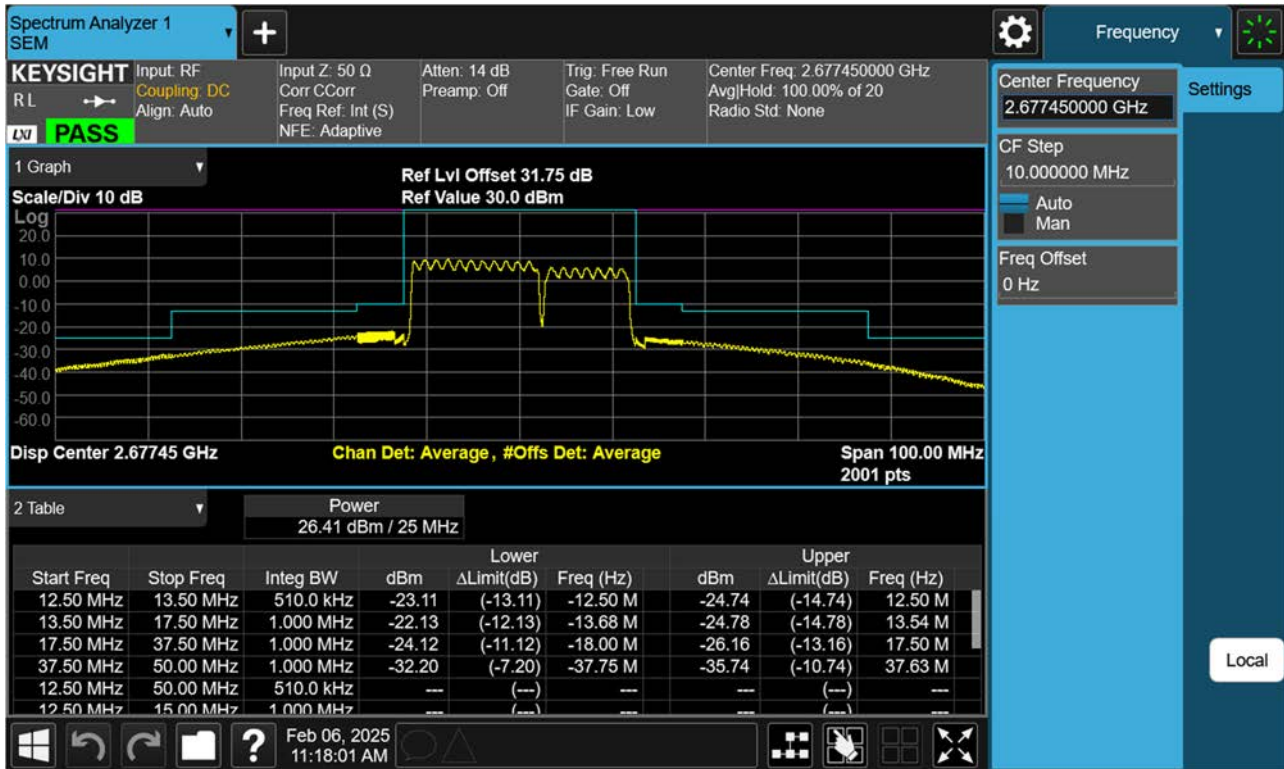 Spectrum Analyzer 1
SEM
+
Frequency
KEYSIGHT
RL
LXI
PASS
Input: RF
Coupling: DC
Align: Auto
Input Z: 50 Ω
Corr CCorr
Freq Ref: Int (S)
NFE: Adaptive
Atten: 14 dB
Preamp: Off
Trig: Free Run
Gate: Off
IF Gain: Low
Center Freq: 2.677450000 GHz
Avg|Hold: 100.00% of 20
Radio Std: None
Center Frequency
2.677450000 GHz
Settings
CF Step
10.000000 MHz
Auto
Man
Freq Offset
0 Hz
1 Graph
Scale/Div 10 dB
Ref Lvl Offset 31.75 dB
Ref Value 30.0 dBm
Log
20.0
10.0
0.00
-10.0
-20.0
-30.0
-40.0
-50.0
-60.0
Disp Center 2.67745 GHz
Chan Det: Average, #Offs Det: Average
Span 100.00 MHz
2001 pts
2 Table
Power
26.41 dBm / 25 MHz
Lower Upper
Start Freq Stop Freq Integ BW dBm ΔLimit(dB) Freq (Hz) dBm ΔLimit(dB) Freq (Hz)
12.50 MHz 13.50 MHz 510.0 kHz -23.11 (-13.11) -12.50 M -24.74 (-14.74) 12.50 M
13.50 MHz 17.50 MHz 1.000 MHz -22.13 (-12.13) -13.68 M -24.78 (-14.78) 13.54 M
17.50 MHz 37.50 MHz 1.000 MHz -24.12 (-11.12) -18.00 M -26.16 (-13.16) 17.50 M
37.50 MHz 50.00 MHz 1.000 MHz -32.20 (-7.20) -37.75 M -35.74 (-10.74) 37.63 M
12.50 MHz 50.00 MHz 510.0 kHz --- (---) --- --- (---) ---
12.50 MHz 15.00 MHz 1.000 MHz --- (---) --- --- (---) ---
Local
?
Feb 06, 2025
11:18:01 AM